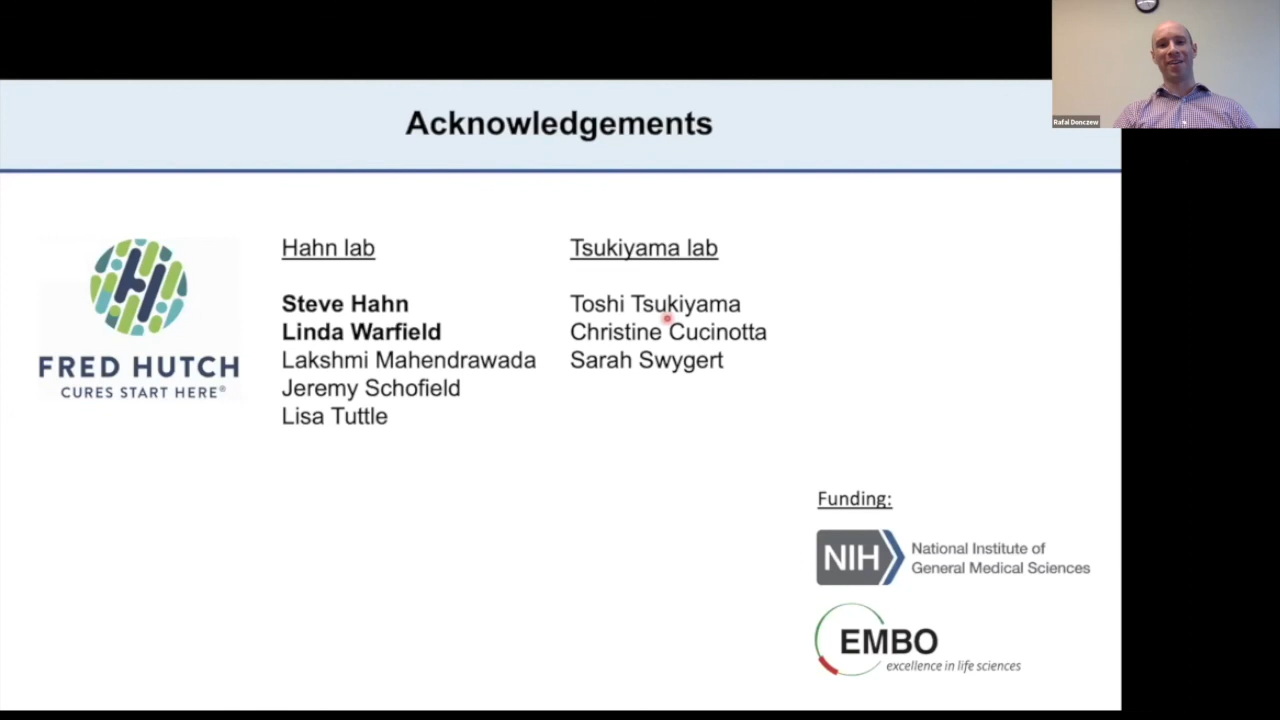 Acknowledgements
Rafal Donczew
FRED HUTCH
CURES START HERE®
Hahn lab
Steve Hahn
Linda Warfield
Lakshmi Mahendrawada
Jeremy Schofield
Lisa Tuttle
Tsukiyama lab
Toshi Tsukiyama
Christine Cucinotta
Sarah Swygert
Funding:
NIH
National Institute of
General Medical Sciences
EMBO
excellence in life sciences